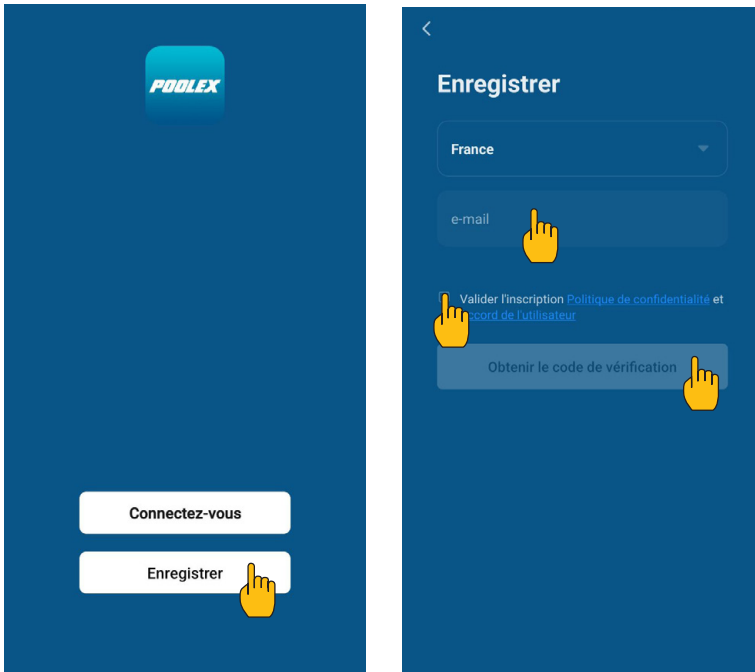 POOLEX
Connectez-vous
Enregistrer
Enregistrer
France
e-mail
Valider l'inscription Politique de confidentialité et
ccord de l'utilisateur
Obtenir le code de vérification